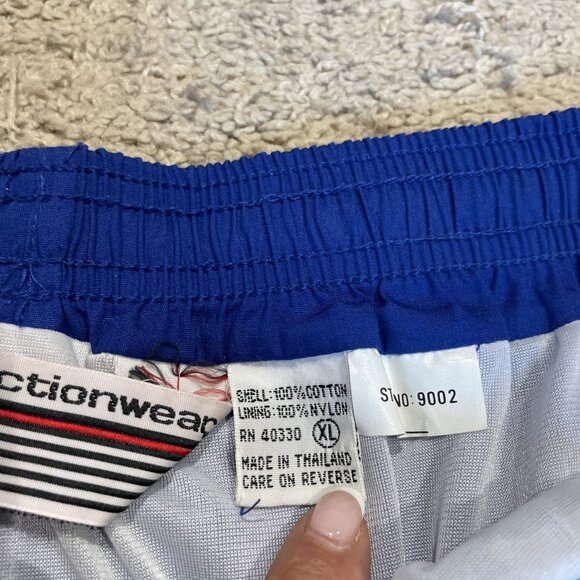 ctionwear
SHELL:100%COTTON
LINING:100%NYLON
RN 40330 XL
MADE IN THAILAND
CARE ON REVERSE
ST NO: 9002